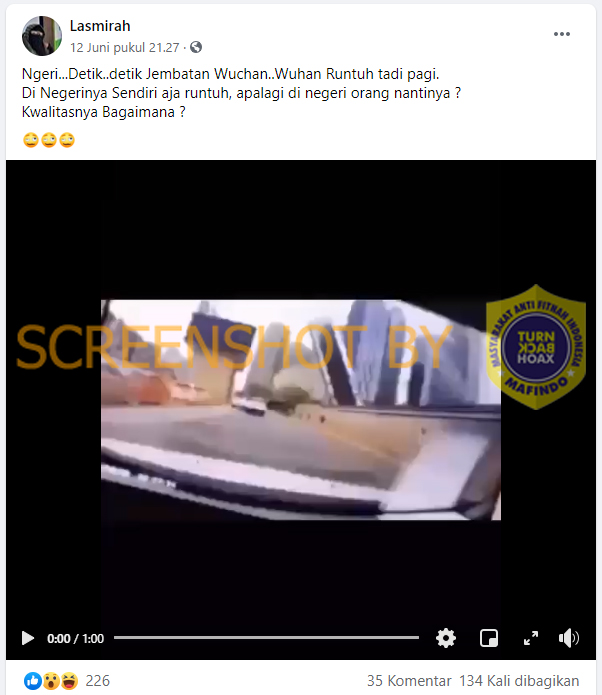 Lasmirah
12 Juni pukul 21.27 ·
Ngeri...Detik..detik Jembatan Wuchan..Wuhan Runtuh tadi pagi.
Di Negerinya Sendiri aja runtuh, apalagi di negeri orang nantinya ?
Kwalitasnya Bagaimana ?
SCREENSHOT BY
MASYARAKAT ANTI FITNAH INDONESIA
TURN
BACK
HOAX
MAFINDO
0:00 / 1:00
226
35 Komentar 134 Kali dibagikan